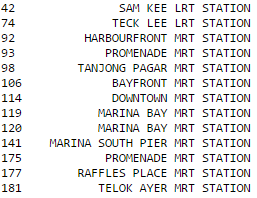 42 SAM KEE LRT STATION
74 TECK LEE LRT STATION
92 HARBOURFRONT MRT STATION
93 PROMENADE MRT STATION
98 TANJONG PAGAR MRT STATION
106 BAYFRONT MRT STATION
114 DOWNTOWN MRT STATION
119 MARINA BAY MRT STATION
120 MARINA BAY MRT STATION
141 MARINA SOUTH PIER MRT STATION
175 PROMENADE MRT STATION
177 RAFFLES PLACE MRT STATION
181 TELOK AYER MRT STATION